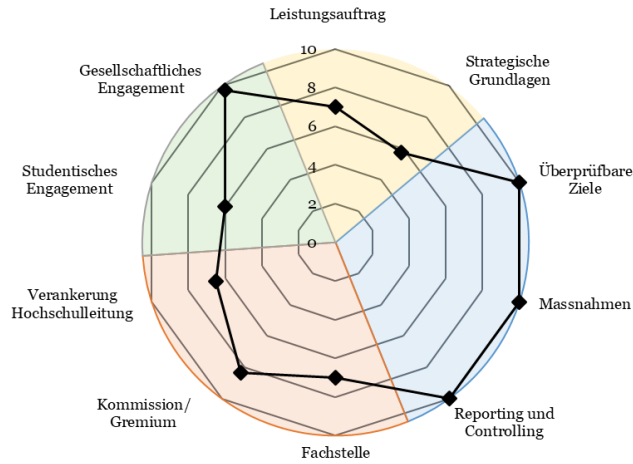 Leistungsauftrag
Strategische
Grundlagen
Überprüfbare
Ziele
Massnahmen
Reporting und
Controlling
Fachstelle
Kommission/
Gremium
Verankerung
Hochschulleitung
Studentisches
Engagement
Gesellschaftliches
Engagement
10
8
6
4
2
0